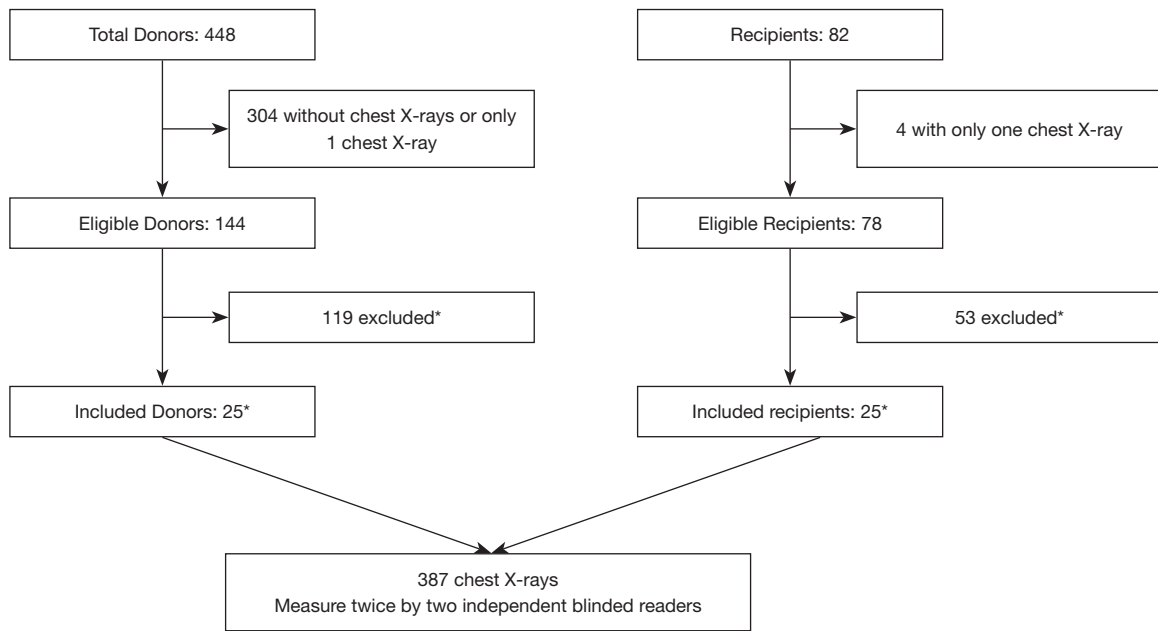 Total Donors: 448
Recipients: 82
304 without chest X-rays or only
1 chest X-ray
4 with only one chest X-ray
Eligible Donors: 144
Eligible Recipients: 78
119 excluded*
53 excluded*
Included Donors: 25*
Included recipients: 25*
387 chest X-rays
Measure twice by two independent blinded readers